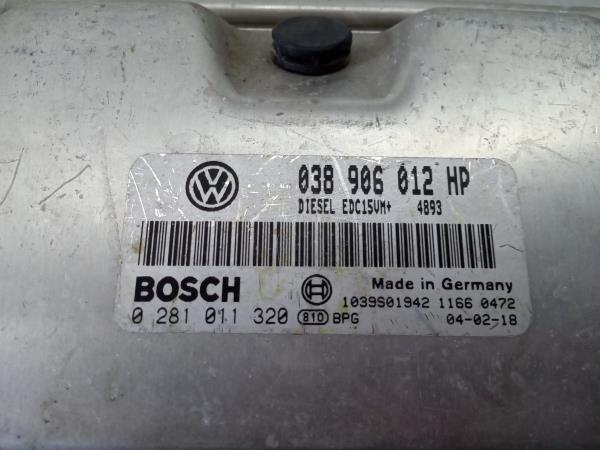 038 906 012 HP
DIESEL EDC15VM+ 4893
BOSCH Made in Germany
1039S01942 1166 0472
0 281 011 320 810 BPG 04-02-18